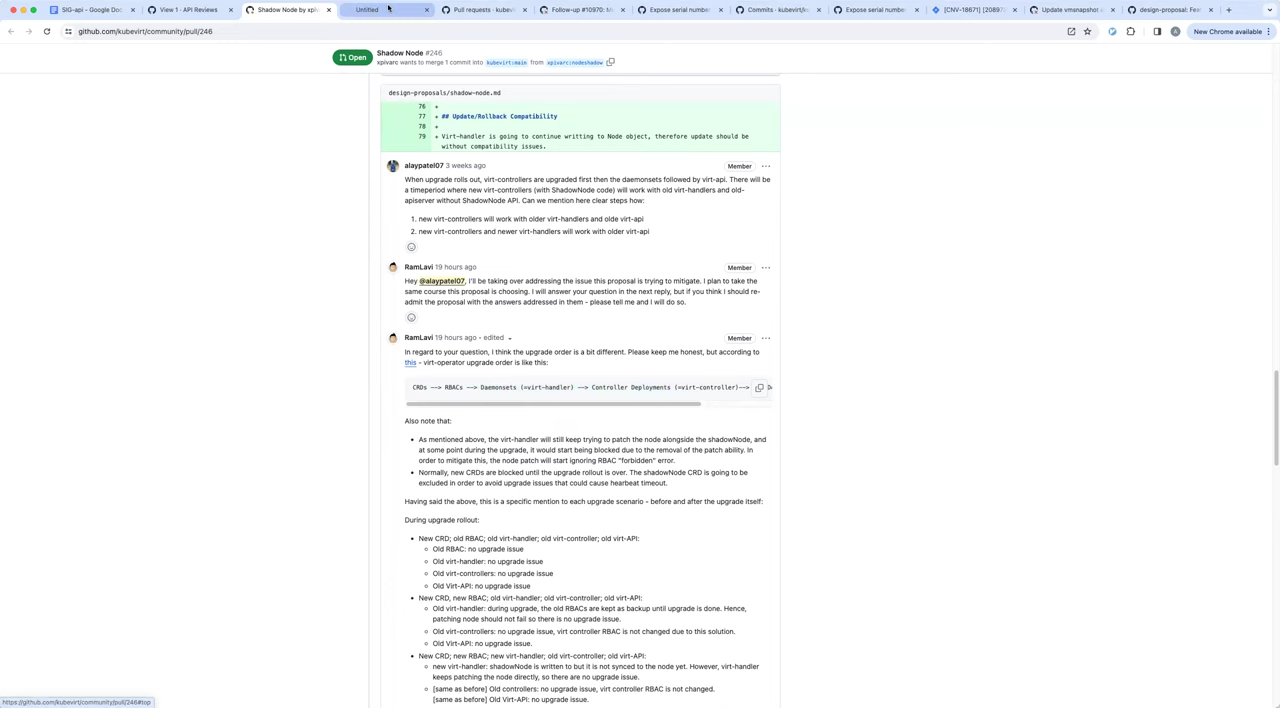 SIG-api - Google Doc
View 1 · API Reviews
Shadow Node by xpiv
Untitled
Pull requests · kubev
Follow-up #10970: M
Expose serial number
Commits · kubevirt/ke
Expose serial number
[CNV-18671] [20897
Update vmsnapshot
design-proposal: Fea
github.com/kubevirt/community/pull/246
New Chrome available
Open
Shadow Node #246
xpivarc wants to merge 1 commit into kubevirt:main from xpivarc:nodeshadow
design-proposals/shadow-node.md
76 +
77 + ## Update/Rollback Compatibility
78 +
79 + Virt-handler is going to continue writting to Node object, therefore update should be
without compatibility issues.
alaypatel07 3 weeks ago
Member
When upgrade rolls out, virt-controllers are upgraded first then the daemonsets followed by virt-api. There will be
a timeperiod where new virt-controllers (with ShadowNode code) will work with old virt-handlers and old-
apiserver without ShadowNode API. Can we mention here clear steps how:
1. new virt-controllers will work with older virt-handlers and olde virt-api
2. new virt-controllers and newer virt-handlers will work with older virt-api
RamLavi 19 hours ago
Member
Hey @alaypatel07, I'll be taking over addressing the issue this proposal is trying to mitigate. I plan to take the
same course this proposal is choosing. I will answer your question in the next reply, but if you think I should re-
admit the proposal with the answers addressed in them - please tell me and I will do so.
RamLavi 19 hours ago • edited
Member
In regard to your question, I think the upgrade order is a bit different. Please keep me honest, but according to
this - virt-operator upgrade order is like this:
CRDs ——> RBACs ——> Daemonsets (=virt-handler) ——> Controller Deployments (=virt-controller)——>
Also note that:
• As mentioned above, the virt-handler will still keep trying to patch the node alongside the shadowNode, and
at some point during the upgrade, it would start being blocked due to the removal of the patch ability. In
order to mitigate this, the node patch will start ignoring RBAC "forbidden" error.
• Normally, new CRDs are blocked until the upgrade rollout is over. The shadowNode CRD is going to be
excluded in order to avoid upgrade issues that could cause hearbeat timeout.
Having said the above, this is a specific mention to each upgrade scenario - before and after the upgrade itself:
During upgrade rollout:
• New CRD; old RBAC; old virt-handler; old virt-controller; old virt-API:
○ Old RBAC: no upgrade issue
○ Old virt-handler: no upgrade issue
○ Old virt-controllers: no upgrade issue
○ Old Virt-API: no upgrade issue
• New CRD, new RBAC; old virt-handler; old virt-controller; old virt-API:
○ Old virt-handler: during upgrade, the old RBACs are kept as backup until upgrade is done. Hence,
patching node should not fail so there is no upgrade issue.
○ Old virt-controllers: no upgrade issue, virt controller RBAC is not changed due to this solution.
○ Old Virt-API: no upgrade issue.
• New CRD; new RBAC; new virt-handler; old virt-controller; old virt-API:
○ new virt-handler: shadowNode is written to but it is not synced to the node yet. However, virt-handler
keeps patching the node directly, so there are no upgrade issue.
○ [same as before] Old controllers: no upgrade issue, virt controller RBAC is not changed.
[same as before] Old Virt-API: no upgrade issue.
https://github.com/kubevirt/community/pull/246#top